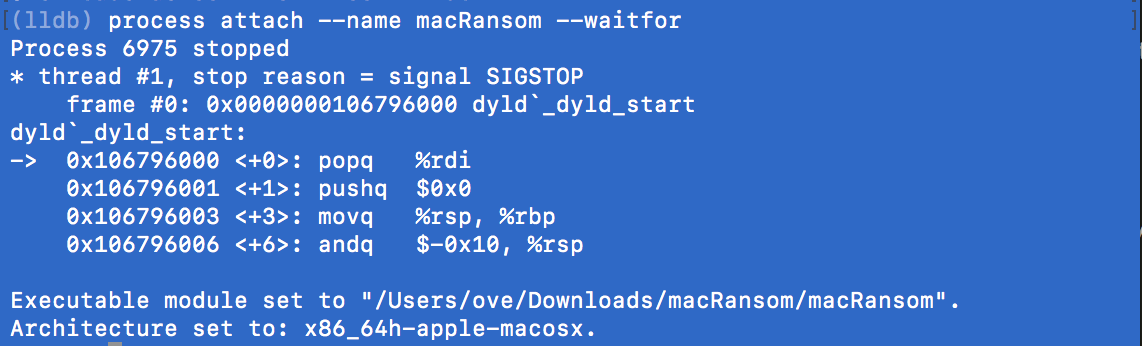 [(lldb) process attach --name macRansom --waitfor ]
Process 6975 stopped
* thread #1, stop reason = signal SIGSTOP
    frame #0: 0x0000000106796000 dyld`_dyld_start
dyld`_dyld_start:
->  0x106796000 <+0>: popq   %rdi
    0x106796001 <+1>: pushq  $0x0
    0x106796003 <+3>: movq   %rsp, %rbp
    0x106796006 <+6>: andq   $-0x10, %rsp
Executable module set to "/Users/ove/Downloads/macRansom/macRansom".
Architecture set to: x86_64h-apple-macosx.